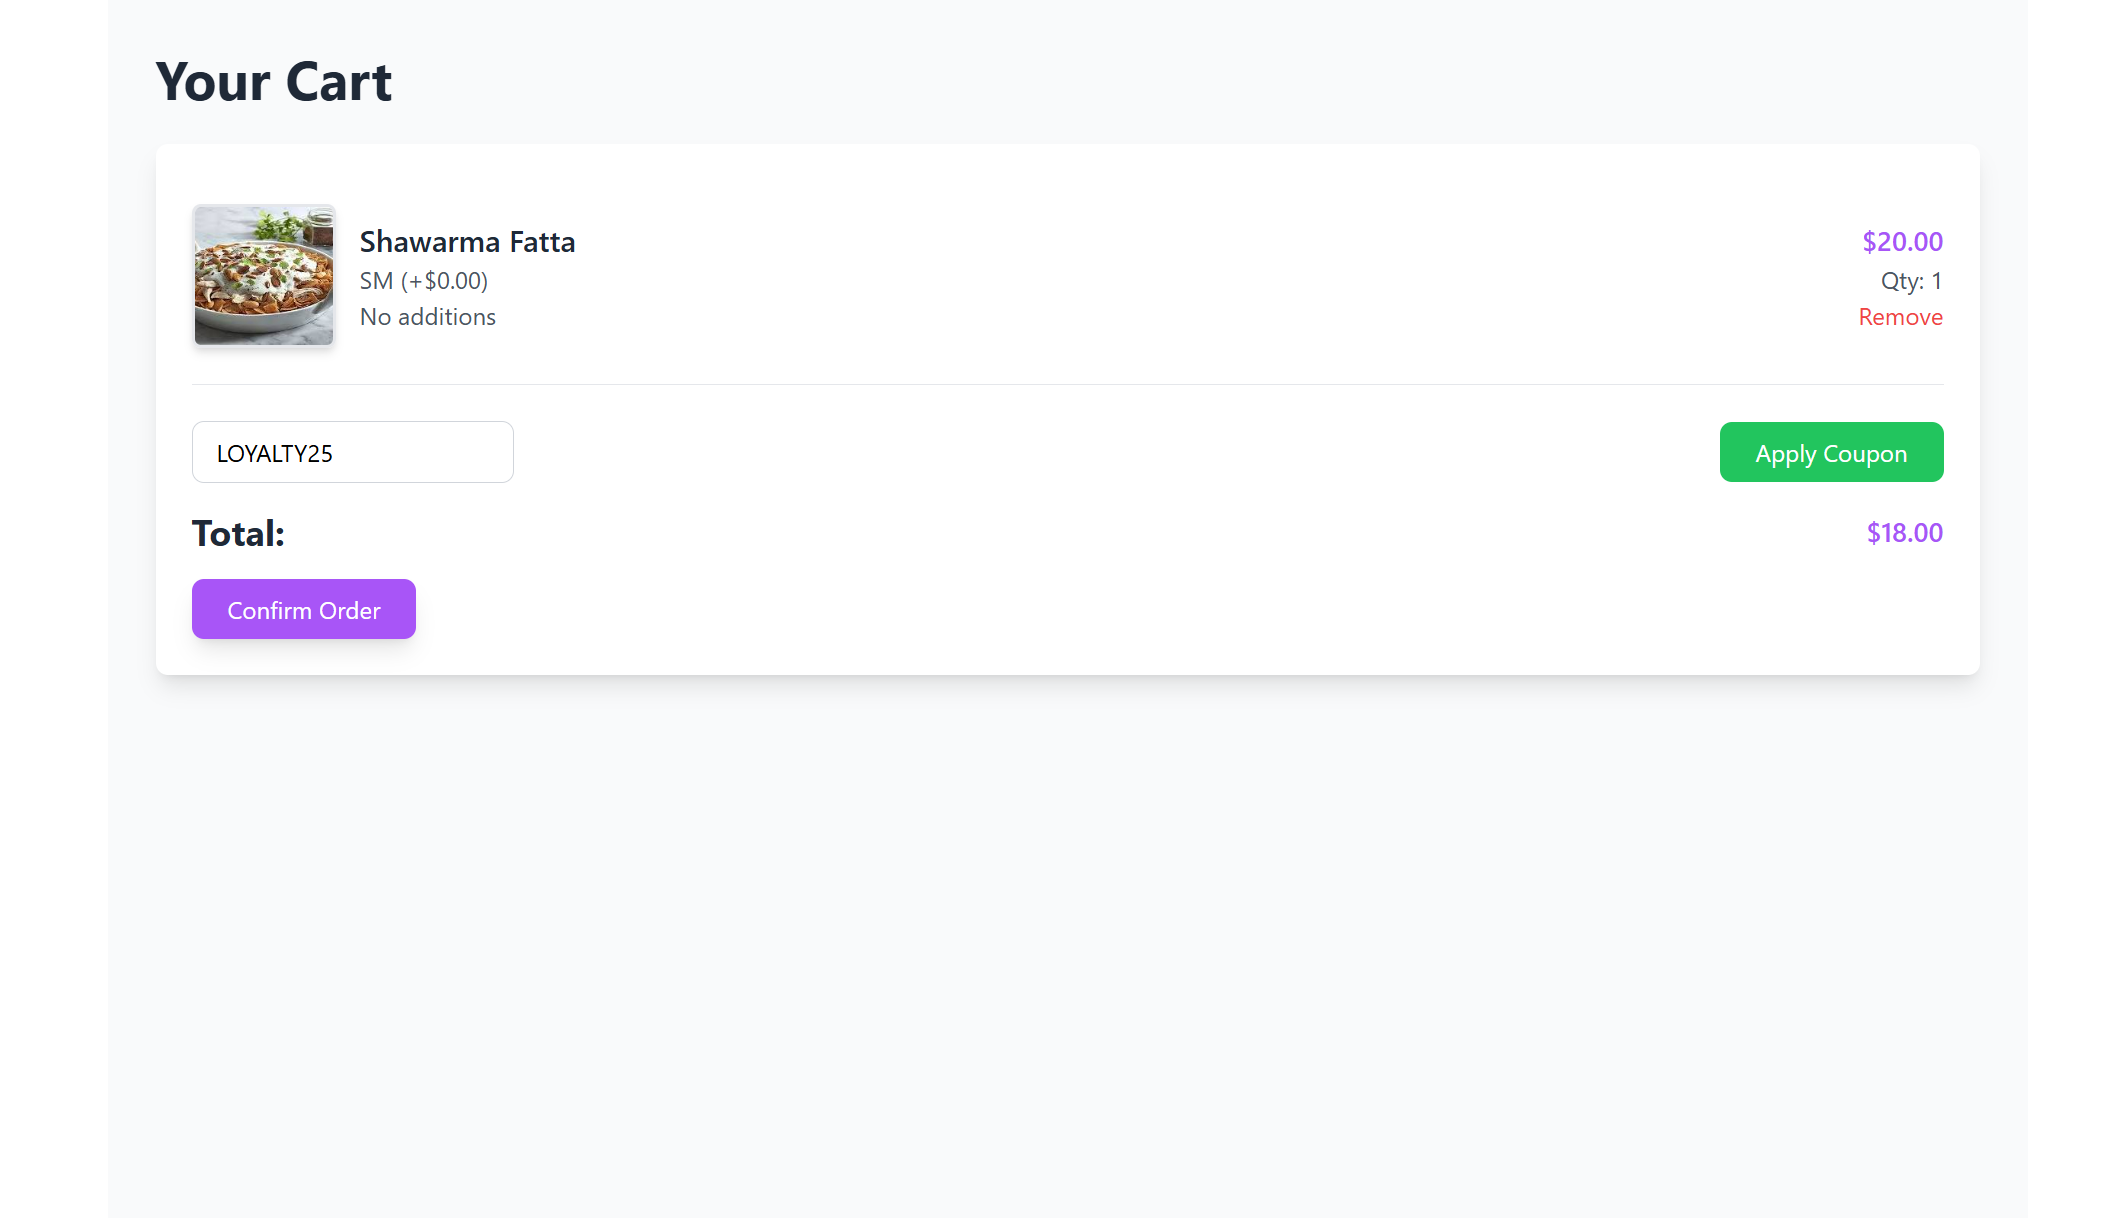 Your Cart
Shawarma Fatta
$20.00
SM (+$0.00)
Qty: 1
No additions
Remove
LOYALTY25
Apply Coupon
Total:
$18.00
Confirm Order